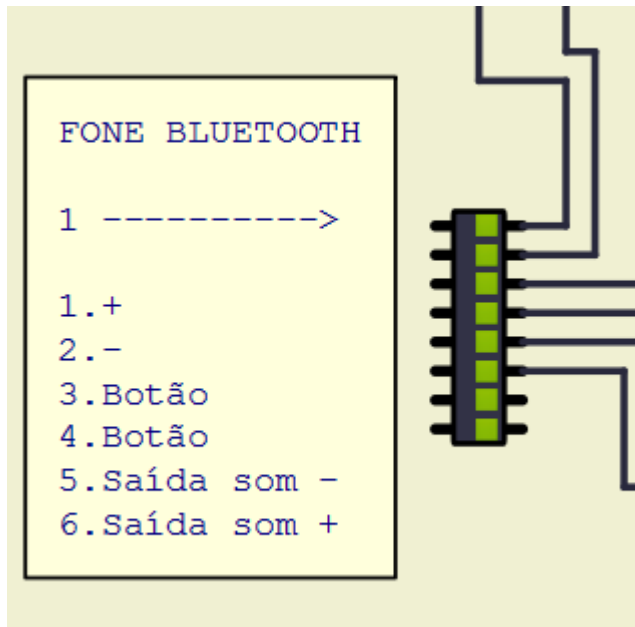 FONE BLUETOOTH
1 ---------->
1.+
2.-
3.Botão
4.Botão
5.Saída som -
6.Saída som +